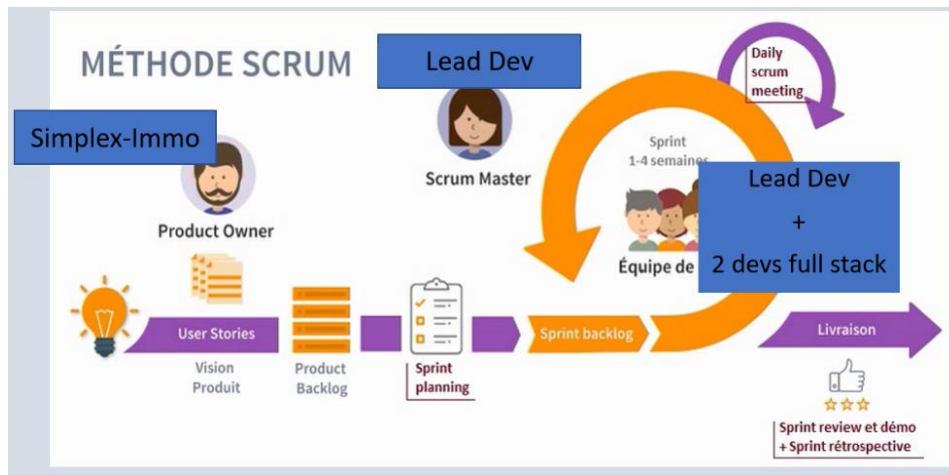 MÉTHODE SCRUM
Lead Dev
Daily
scrum
meeting
Simplex-Immo
Sprint
1-4 semaines
Scrum Master
Lead Dev
+
2 devs full stack
Product Owner
Équipe de
User Stories
Sprint backlog
Livraison
Vision
Produit
Product
Backlog
Sprint
planning
Sprint review et démo
+ Sprint rétrospective